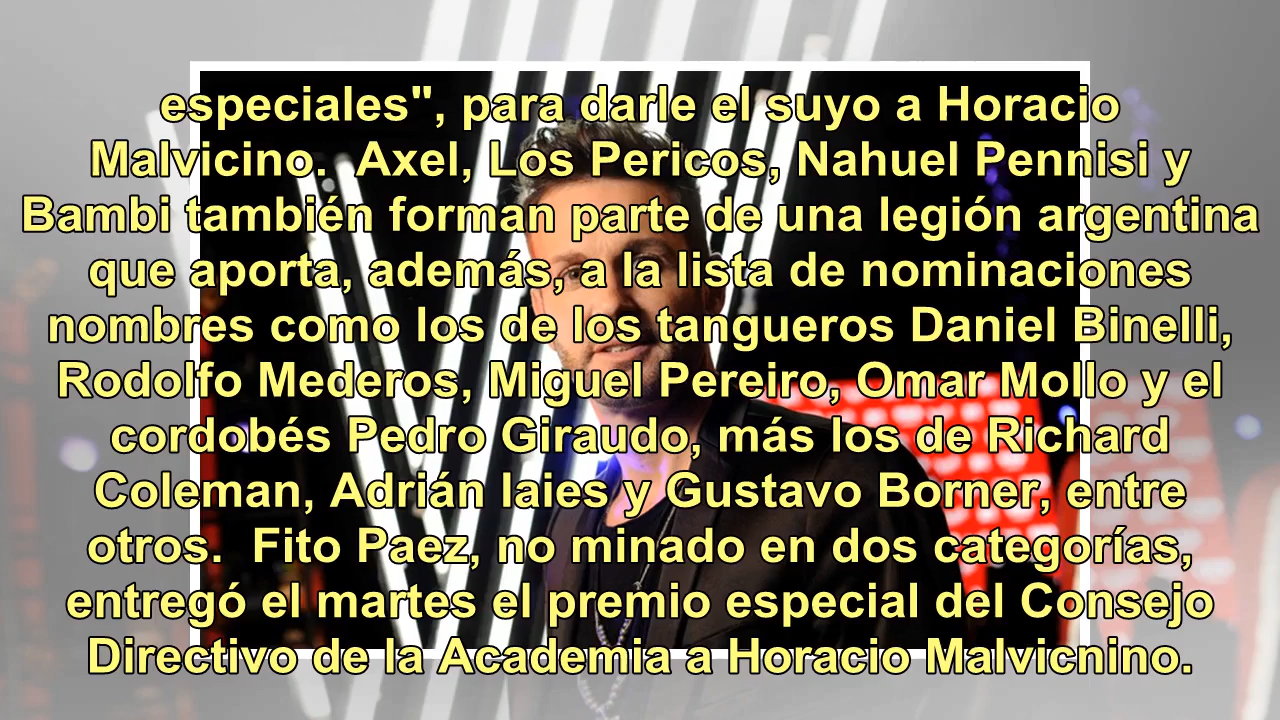 especiales", para darle el suyo a Horacio
Malvicino.  Axel, Los Pericos, Nahuel Pennisi y
Bambi también forman parte de una legión argentina
que aporta, además, a la lista de nominaciones
nombres como los de los tangueros Daniel Binelli,
Rodolfo Mederos, Miguel Pereiro, Omar Mollo y el
cordobés Pedro Giraudo, más los de Richard
Coleman, Adrián Iaies y Gustavo Borner, entre
otros.  Fito Paez, no minado en dos categorías,
entregó el martes el premio especial del Consejo
Directivo de la Academia a Horacio Malvicnino.